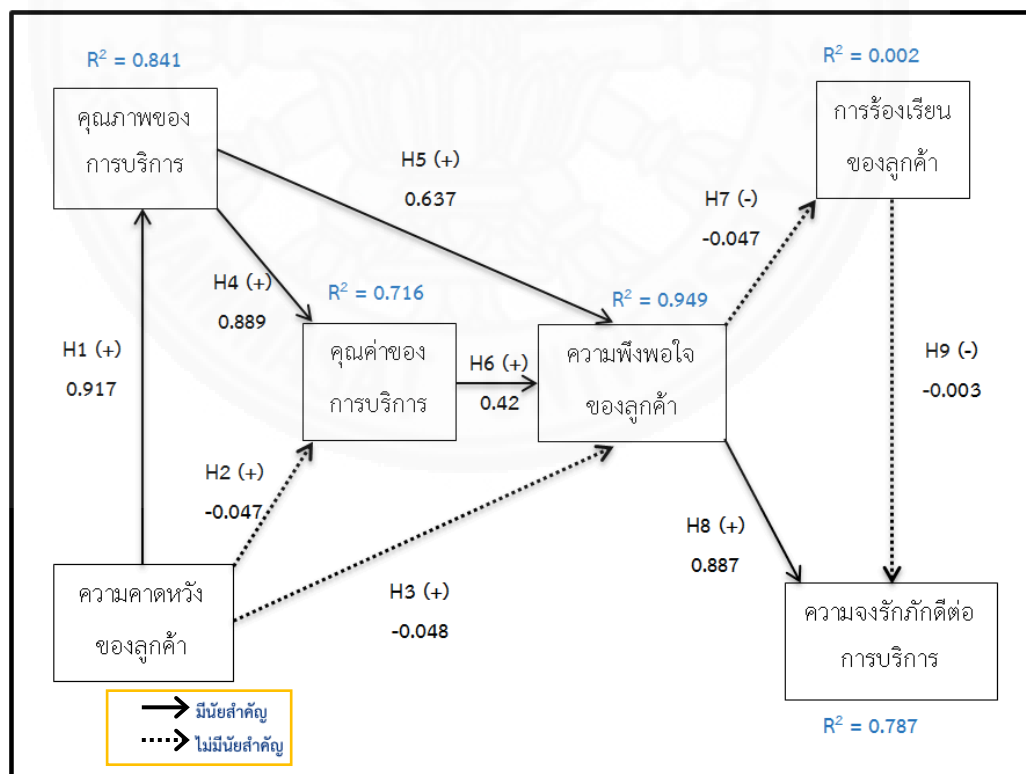 R² = 0.841
R² = 0.002
คุณภาพของ
การบริการ
การร้องเรียน
ของลูกค้า
H5 (+)
0.637
H7 (-)
-0.047
H4 (+)
0.889
R² = 0.716
R² = 0.949
H1 (+)
0.917
คุณค่าของ
การบริการ
H6 (+)
0.42
ความพึงพอใจ
ของลูกค้า
H9 (-)
-0.003
H2 (+)
-0.047
H8 (+)
0.887
ความคาดหวัง
ของลูกค้า
H3 (+)
-0.048
ความจงรักภักดีต่อ
การบริการ
มีนัยสำคัญ
ไม่มีนัยสำคัญ
R² = 0.787